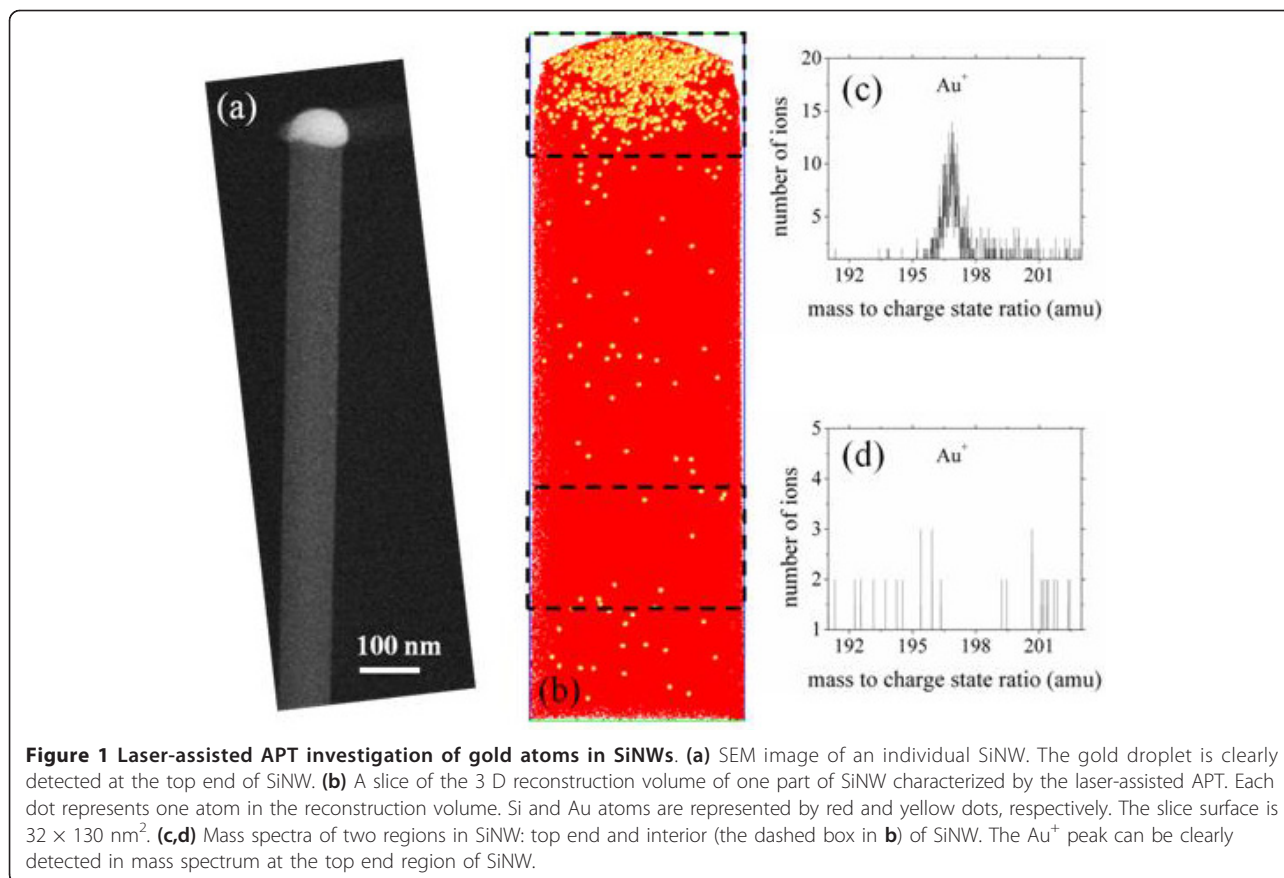 (a)
100 nm
(b)
20
15
10
5
(c)
Au⁺
number of ions
192 195 198 201
mass to charge state ratio (amu)
5
4
3
2
1
(d)
Au⁺
number of ions
192 195 198 201
mass to charge state ratio (amu)
Figure 1 Laser-assisted APT investigation of gold atoms in SiNWs. (a) SEM image of an individual SiNW. The gold droplet is clearly
detected at the top end of SiNW. (b) A slice of the 3 D reconstruction volume of one part of SiNW characterized by the laser-assisted APT. Each
dot represents one atom in the reconstruction volume. Si and Au atoms are represented by red and yellow dots, respectively. The slice surface is
32 × 130 nm². (c,d) Mass spectra of two regions in SiNW: top end and interior (the dashed box in b) of SiNW. The Au⁺ peak can be clearly
detected in mass spectrum at the top end region of SiNW.